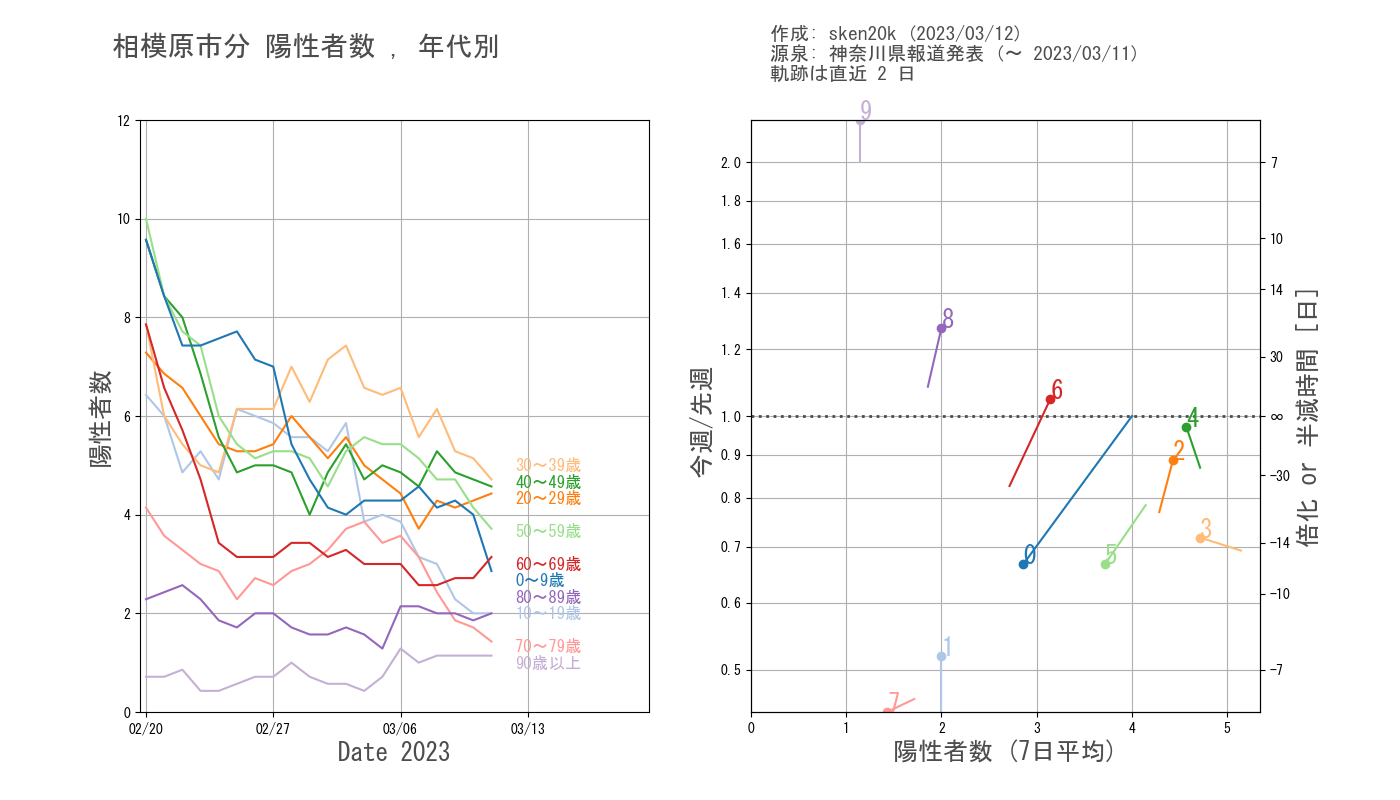 相模原市分 陽性者数 , 年代別
作成: sken20k (2023/03/12)
源泉: 神奈川県報道発表 (〜 2023/03/11)
軌跡は直近 2 日
陽性者数
12
10
8
6
4
2
0
02/20 02/27 03/06 03/13
Date 2023
30〜39歳
40〜49歳
20〜29歳
50〜59歳
60〜69歳
0〜9歳
80〜89歳
10〜19歳
70〜79歳
90歳以上
今週/先週
2.0
1.8
1.6
1.4
1.2
1.0
0.9
0.8
0.7
0.6
0.5
0 1 2 3 4 5
陽性者数 (7日平均)
9
8
6
4
2
3
0
5
1
7
7
10
14
30
∞
−30
−14
−10
−7
倍化 or 半減時間 [日]